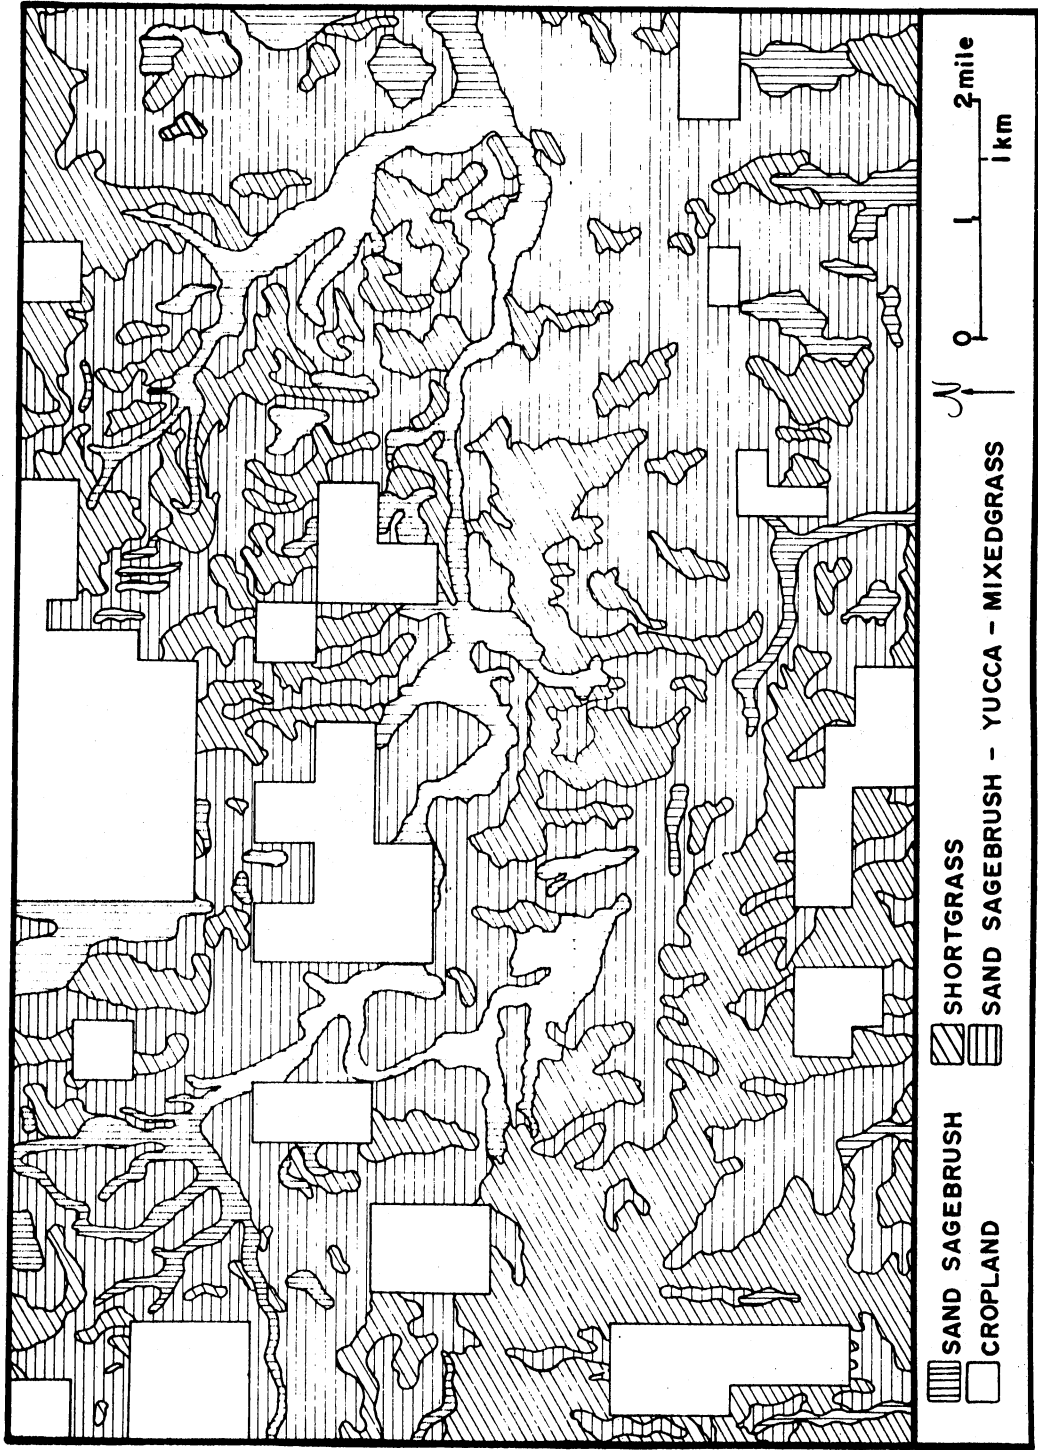 SAND SAGEBRUSH
SHORTGRASS
CROPLAND
SAND SAGEBRUSH – YUCCA – MIXEDGRASS
N
0 1 2 mile
1 km